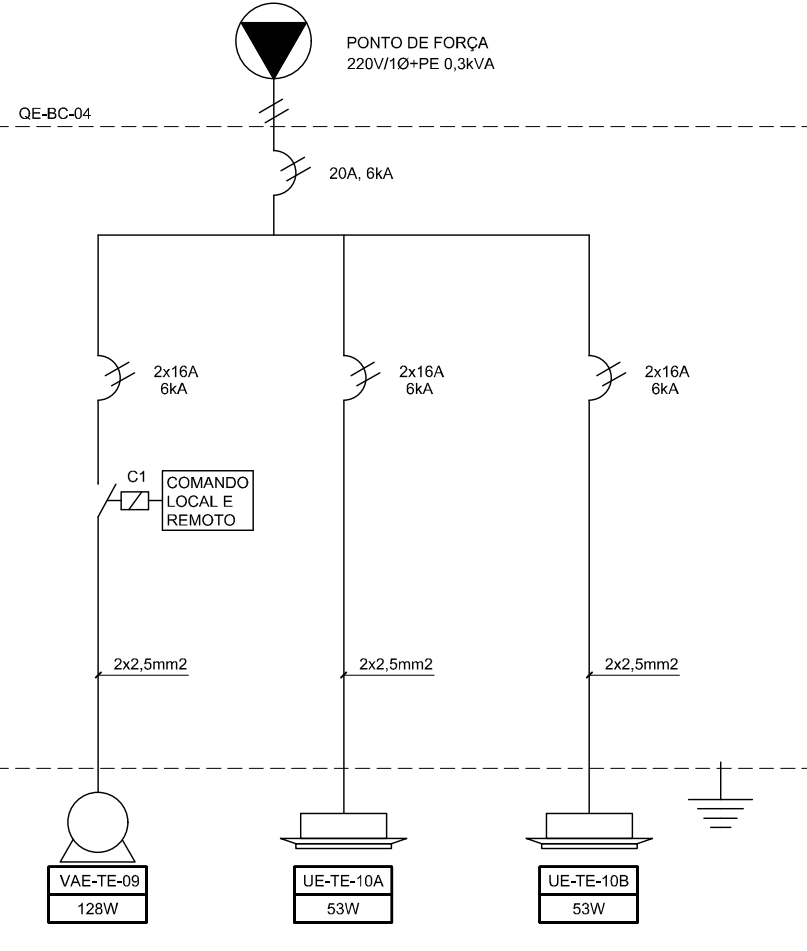 PONTO DE FORÇA
220V/1Ø+PE 0,3kVA
QE-BC-04
20A, 6kA
2x16A
6kA
2x16A
6kA
2x16A
6kA
C1
COMANDO
LOCAL E
REMOTO
2x2,5mm2
2x2,5mm2
2x2,5mm2
VAE-TE-09
128W
UE-TE-10A
53W
UE-TE-10B
53W